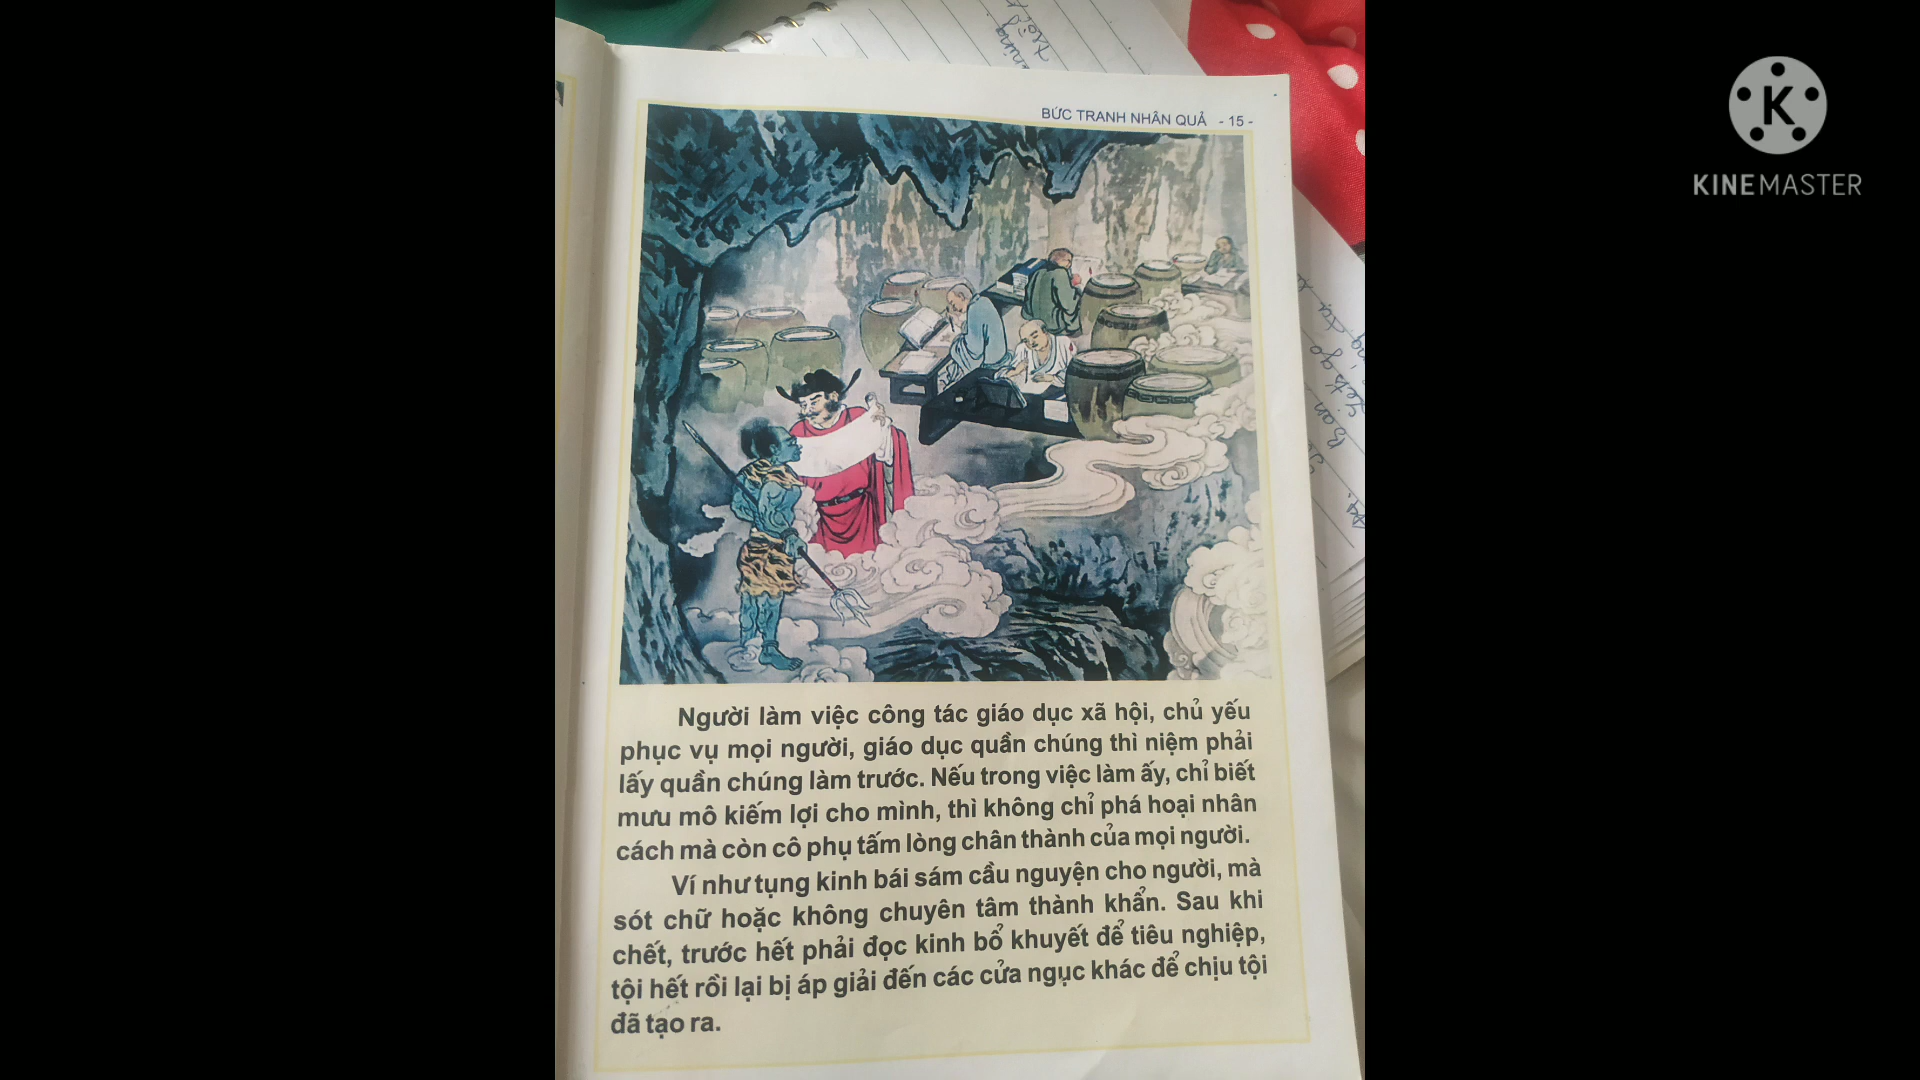 BỨC TRANH NHÂN QUẢ - 15 -
KINEMASTER
Người làm việc công tác giáo dục xã hội, chủ yếu
phục vụ mọi người, giáo dục quần chúng thì niệm phải
lấy quần chúng làm trước. Nếu trong việc làm ấy, chỉ biết
mưu mô kiếm lợi cho mình, thì không chỉ phá hoại nhân
cách mà còn cô phụ tấm lòng chân thành của mọi người.
Ví như tụng kinh bái sám cầu nguyện cho người, mà
sót chữ hoặc không chuyên tâm thành khẩn. Sau khi
chết, trước hết phải đọc kinh bổ khuyết để tiêu nghiệp,
tội hết rồi lại bị áp giải đến các cửa ngục khác để chịu tội
đã tạo ra.